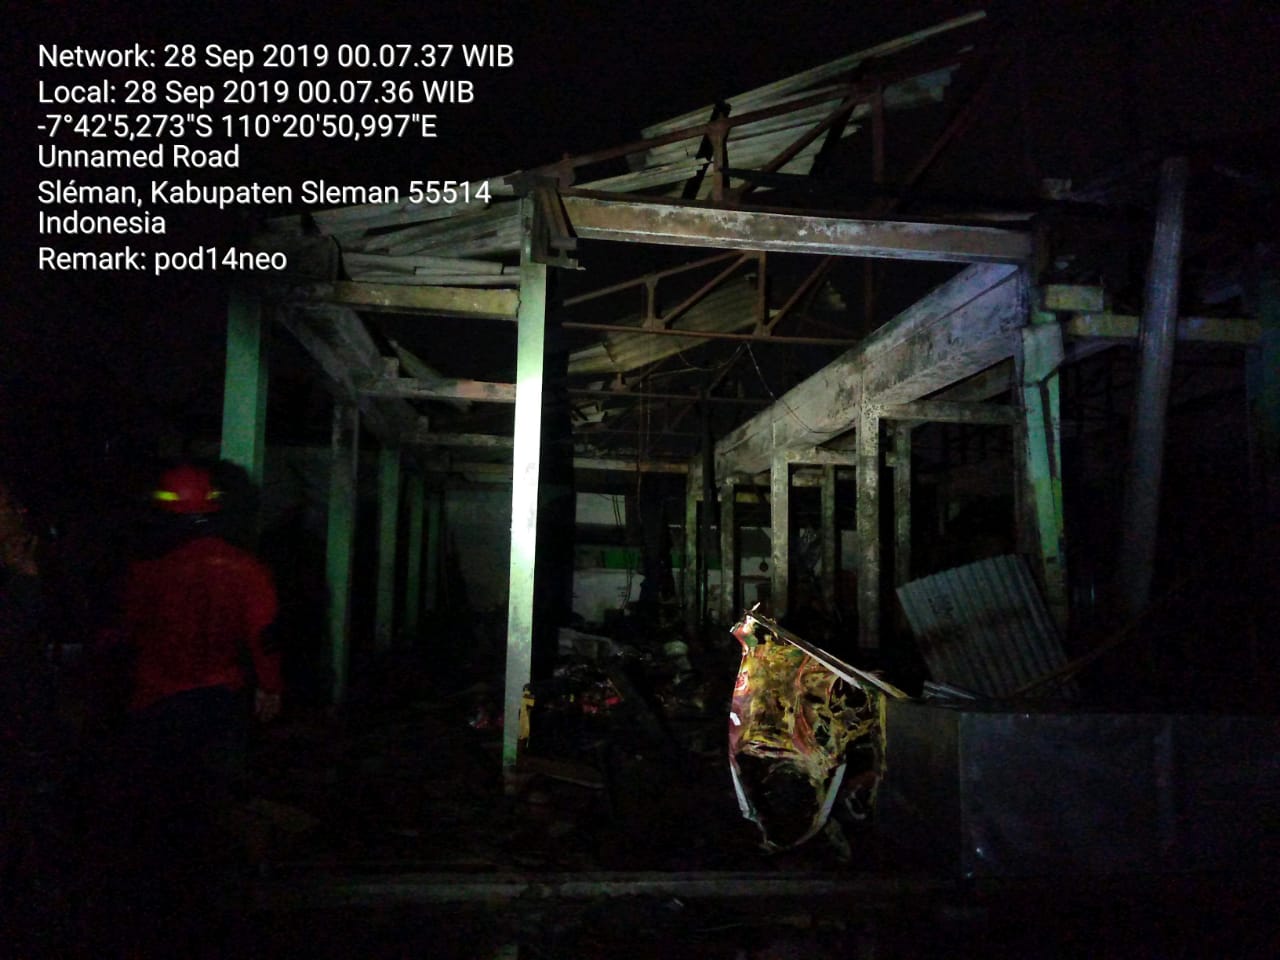 Network: 28 Sep 2019 00.07.37 WIB
Local: 28 Sep 2019 00.07.36 WIB
-7°42'5,273"S 110°20'50,997"E
Unnamed Road
Sléman, Kabupaten Sleman 55514
Indonesia
Remark: pod14neo